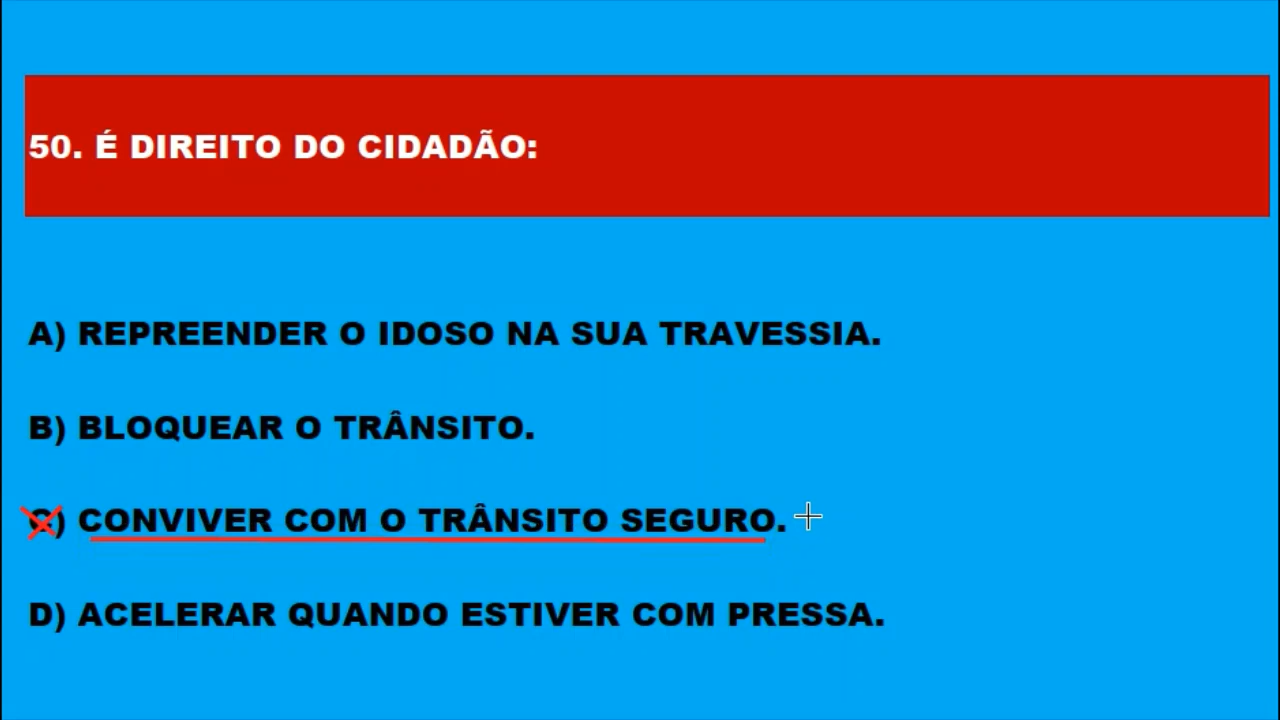 50. É DIREITO DO CIDADÃO:
A) REPREENDER O IDOSO NA SUA TRAVESSIA.
B) BLOQUEAR O TRÂNSITO.
C) CONVIVER COM O TRÂNSITO SEGURO.
D) ACELERAR QUANDO ESTIVER COM PRESSA.